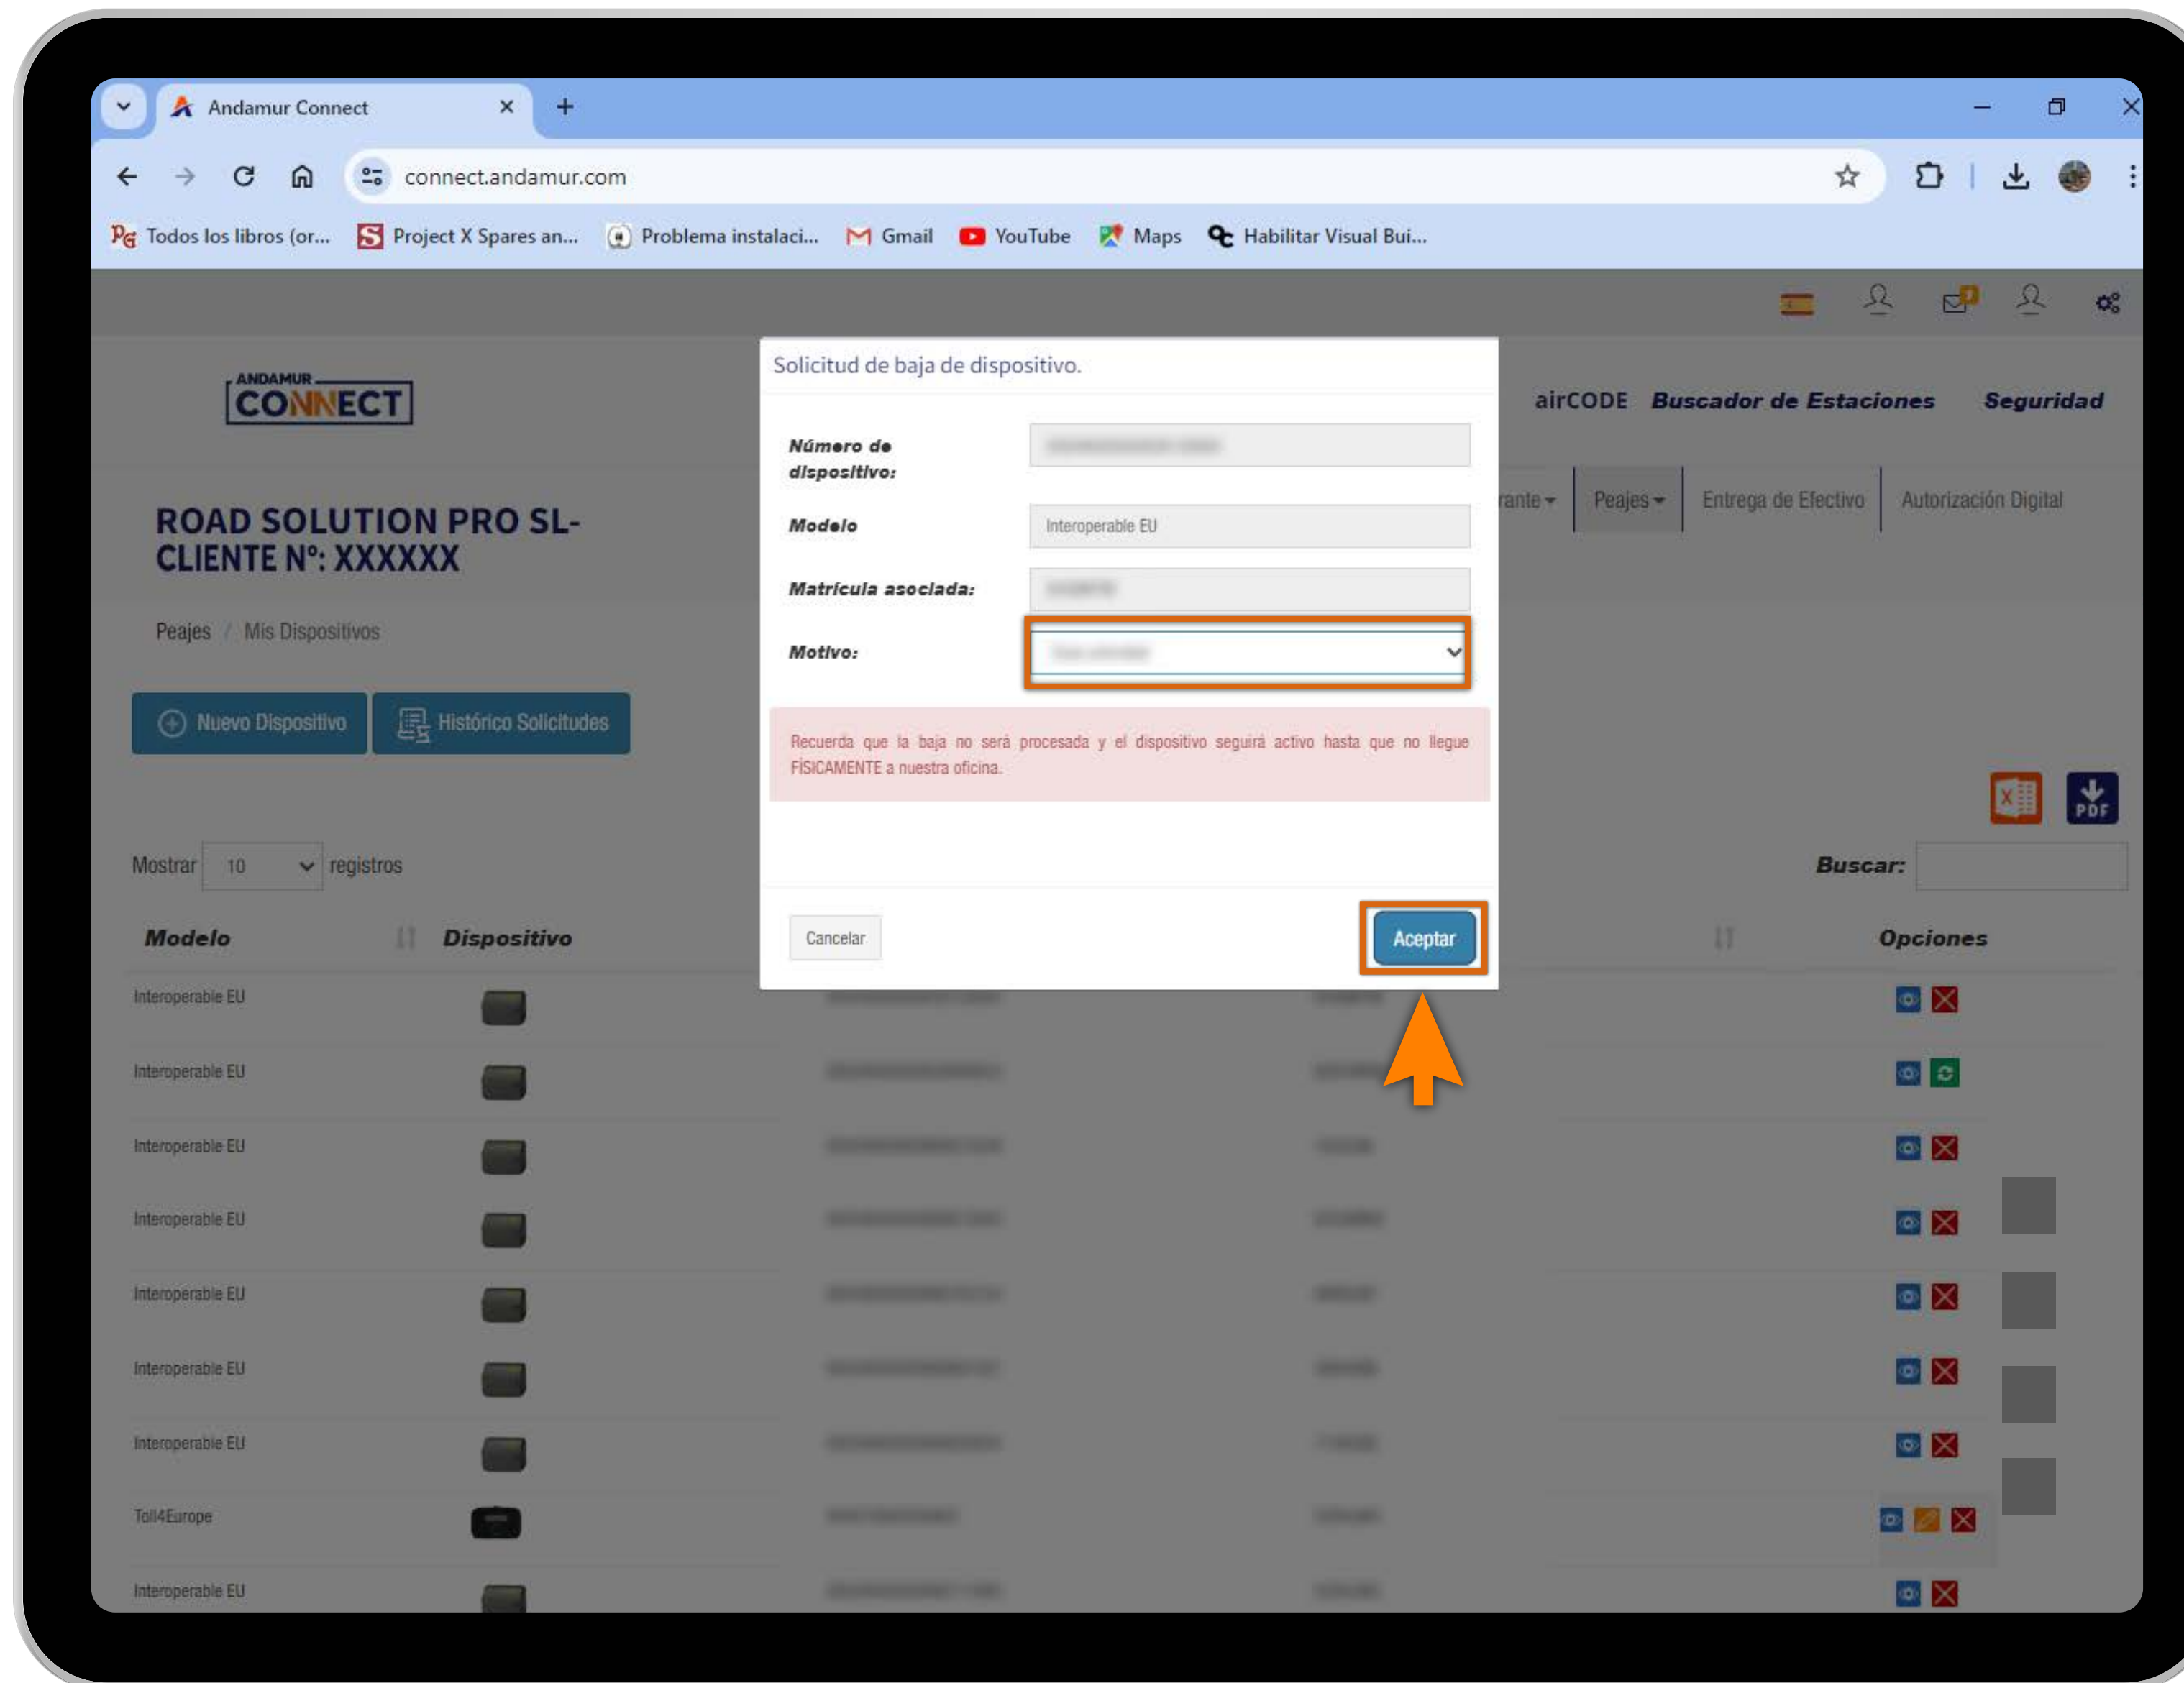 Andamur Connect
connect.andamur.com
Todos los libros (or... Project X Spares an... Problema instalaci... Gmail YouTube Maps Habilitar Visual Bui...
ANDAMUR
CONNECT
airCODE Buscador de Estaciones Seguridad
ROAD SOLUTION PRO SL-
CLIENTE Nº: XXXXXX
rante Peajes Entrega de Efectivo Autorización Digital
Peajes / Mis Dispositivos
Nuevo Dispositivo Histórico Solicitudes
Solicitud de baja de dispositivo.
Número de
dispositivo:
Modelo Interoperable EU
Matrícula asociada:
Motivo:
Recuerda que la baja no será procesada y el dispositivo seguirá activo hasta que no llegue
FÍSICAMENTE a nuestra oficina.
Cancelar Aceptar
X PDF
Mostrar 10 registros Buscar:
Modelo Dispositivo Opciones
Interoperable EU
Interoperable EU
Interoperable EU
Interoperable EU
Interoperable EU
Interoperable EU
Interoperable EU
Toll4Europe
Interoperable EU